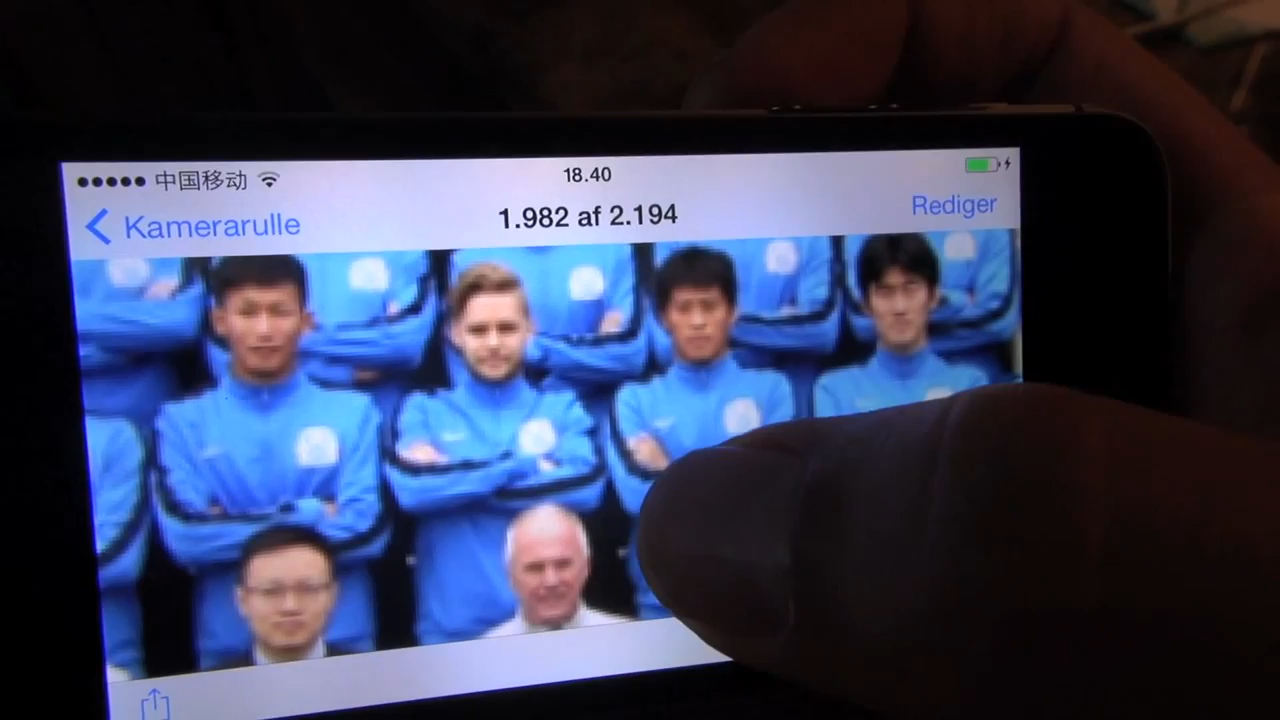 中国移动
18.40
Kamerarulle
1.982 af 2.194
Rediger